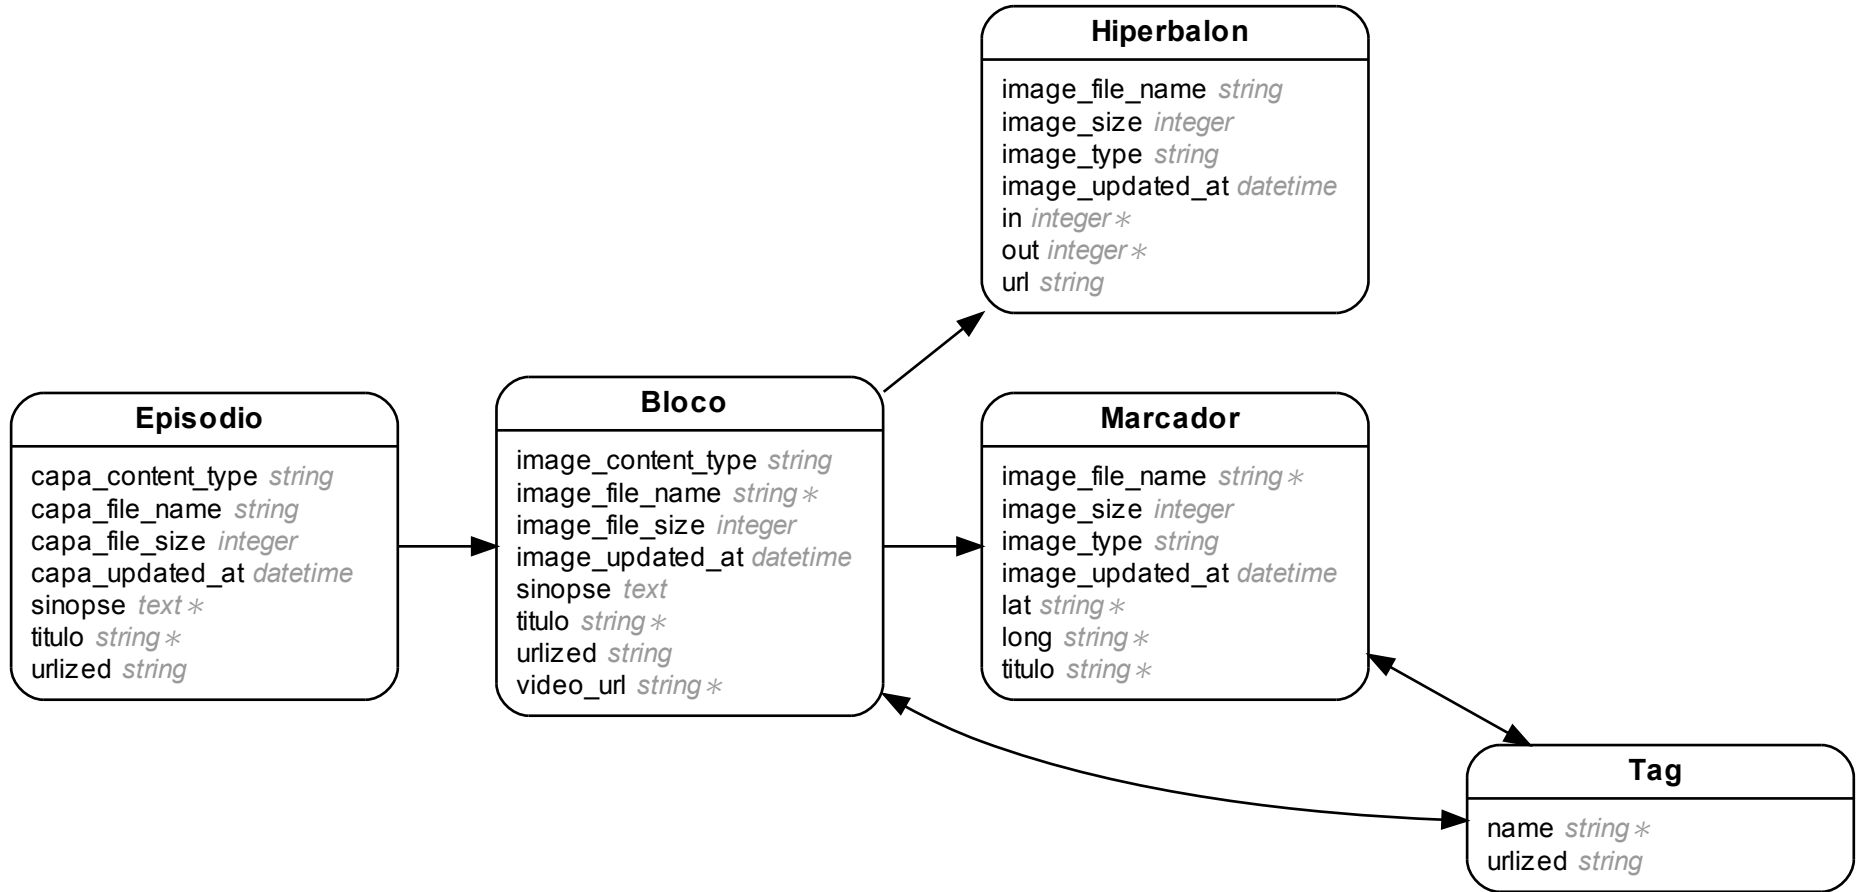 Hiperbalon
image_file_name string
image_size integer
image_type string
image_updated_at datetime
in integer∗
out integer∗
url string
Episodio
capa_content_type string
capa_file_name string
capa_file_size integer
capa_updated_at datetime
sinopse text∗
titulo string∗
urlized string
Bloco
image_content_type string
image_file_name string∗
image_file_size integer
image_updated_at datetime
sinopse text
titulo string∗
urlized string
video_url string∗
Marcador
image_file_name string∗
image_size integer
image_type string
image_updated_at datetime
lat string∗
long string∗
titulo string∗
Tag
name string∗
urlized string